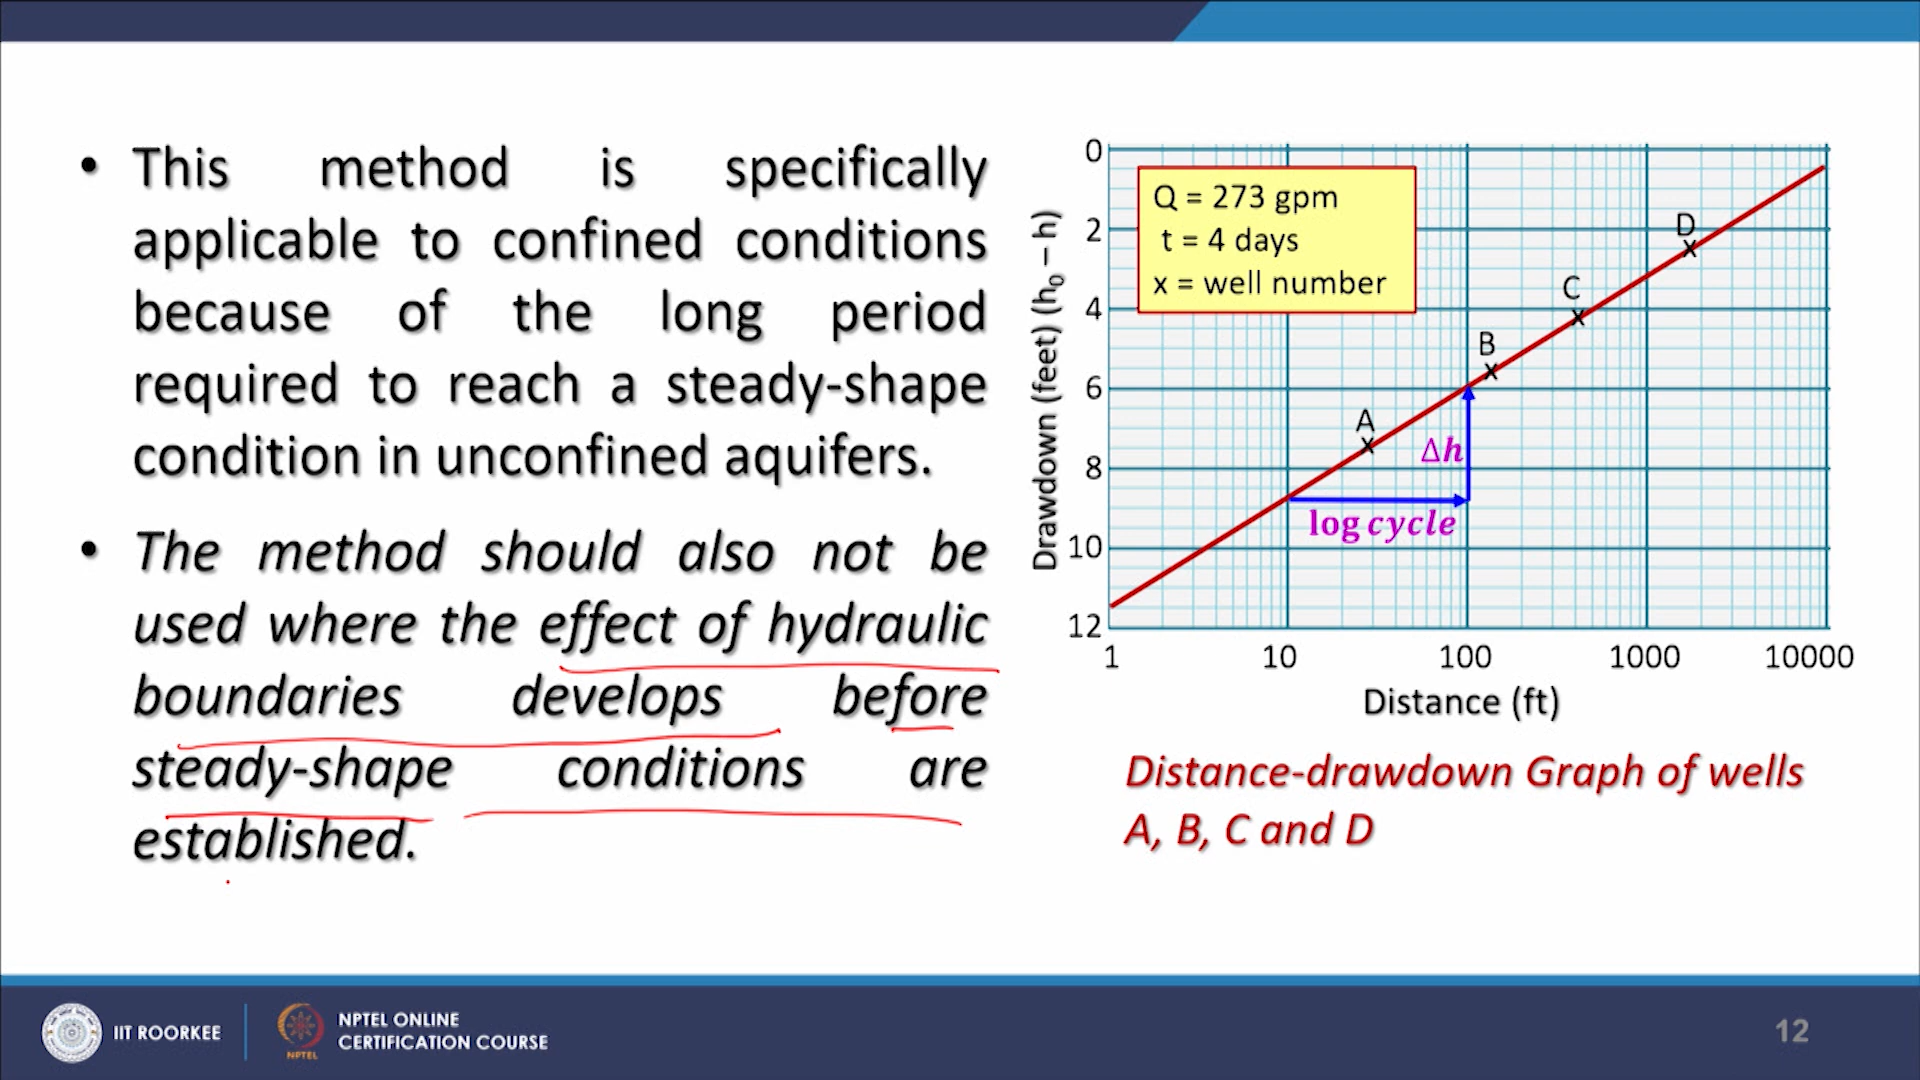 • This method is specifically
applicable to confined conditions
because of the long period
required to reach a steady-shape
condition in unconfined aquifers.
• The method should also not be
used where the effect of hydraulic
boundaries develops before
steady-shape conditions are
established.
Drawdown (feet) (h₀ – h)
0
2
4
6
8
10
12
Q = 273 gpm
t = 4 days
x = well number
A
B
C
D
Δh
log cycle
1 10 100 1000 10000
Distance (ft)
Distance-drawdown Graph of wells
A, B, C and D
IIT ROORKEE
NPTEL
NPTEL ONLINE
CERTIFICATION COURSE
12